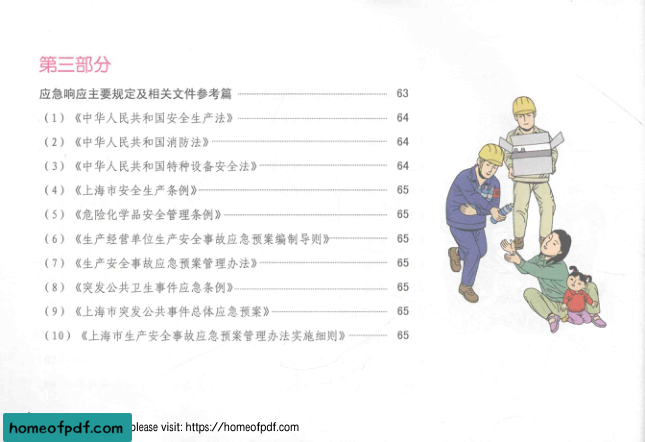 第三部分
应急响应主要规定及相关文件参考篇 63
（1）《中华人民共和国安全生产法》 64
（2）《中华人民共和国消防法》 64
（3）《中华人民共和国特种设备安全法》 64
（4）《上海市安全生产条例》 65
（5）《危险化学品安全管理条例》 65
（6）《生产经营单位生产安全事故应急预案编制导则》 65
（7）《生产安全事故应急预案管理办法》 65
（8）《突发公共卫生事件应急条例》 65
（9）《上海市突发公共事件总体应急预案》 65
（10）《上海市生产安全事故应急预案管理办法实施细则》 65
homeofpdf.com please visit: https://homeofpdf.com